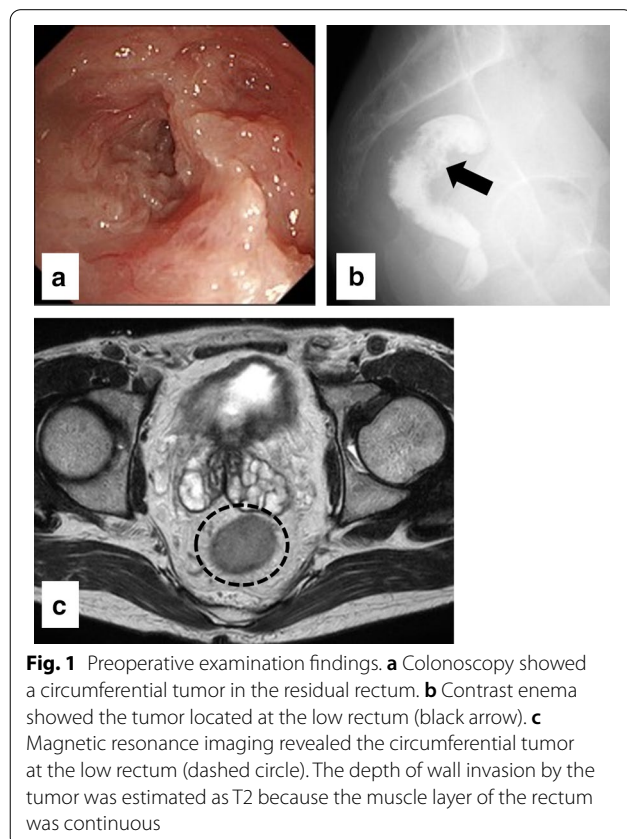 a
b
c
Fig. 1 Preoperative examination findings. a Colonoscopy showed
a circumferential tumor in the residual rectum. b Contrast enema
showed the tumor located at the low rectum (black arrow). c
Magnetic resonance imaging revealed the circumferential tumor
at the low rectum (dashed circle). The depth of wall invasion by the
tumor was estimated as T2 because the muscle layer of the rectum
was continuous